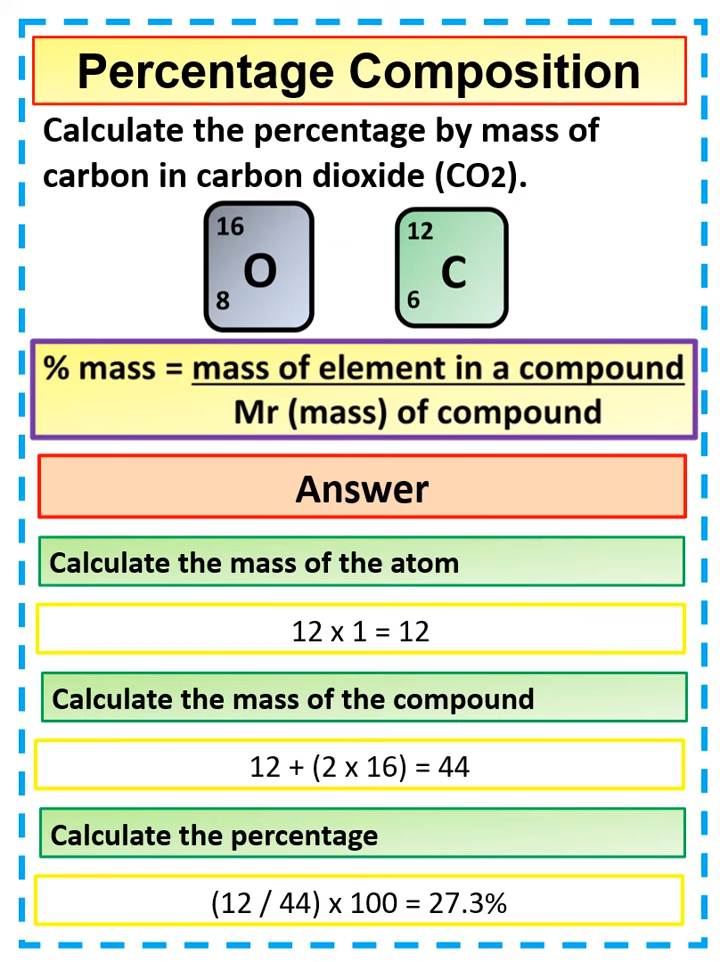 Percentage Composition
Calculate the percentage by mass of
carbon in carbon dioxide (CO2).
16
O
8
12
C
6
% mass = mass of element in a compound
Mr (mass) of compound
Answer
Calculate the mass of the atom
12 x 1 = 12
Calculate the mass of the compound
12 + (2 x 16) = 44
Calculate the percentage
(12 / 44) x 100 = 27.3%